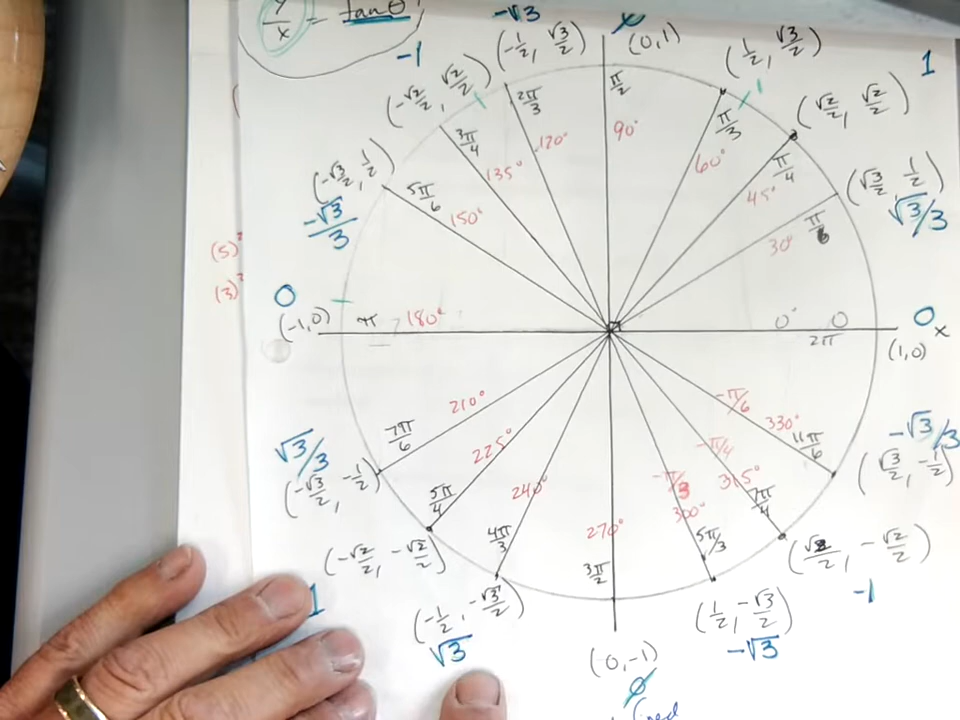 y/x = tanθ
-√3
(0,1)
-1
(-1/2, √3/2)
(1/2, √3/2)
1
(-√2/2, √2/2)
2π/3
π/2
π/3
(√2/2, √2/2)
3π/4
120°
90°
60°
π/4
(-√3/2, 1/2)
135°
45°
(√3/2 1/2)
5π/6
150°
30°
π/6
√3/3
-√3/3
(5)²
(3)²
0
(-1,0)
π
180°
0°
0
2π
0
x
(1,0)
210°
-π/6
330°
-√3/3
7π/6
225°
-π/4
11π/6
(√3/2, -1/2)
√3/3
(-√3/2, -1/2)
5π/4
240°
-π/3
315°
7π/4
300°
4π/3
270°
5π/3
(-√2/2, -√2/2)
3π/2
(√2/2, -√2/2)
1
(-1/2, -√3/2)
(1/2, -√3/2)
-1
√3
-√3
(0,-1)